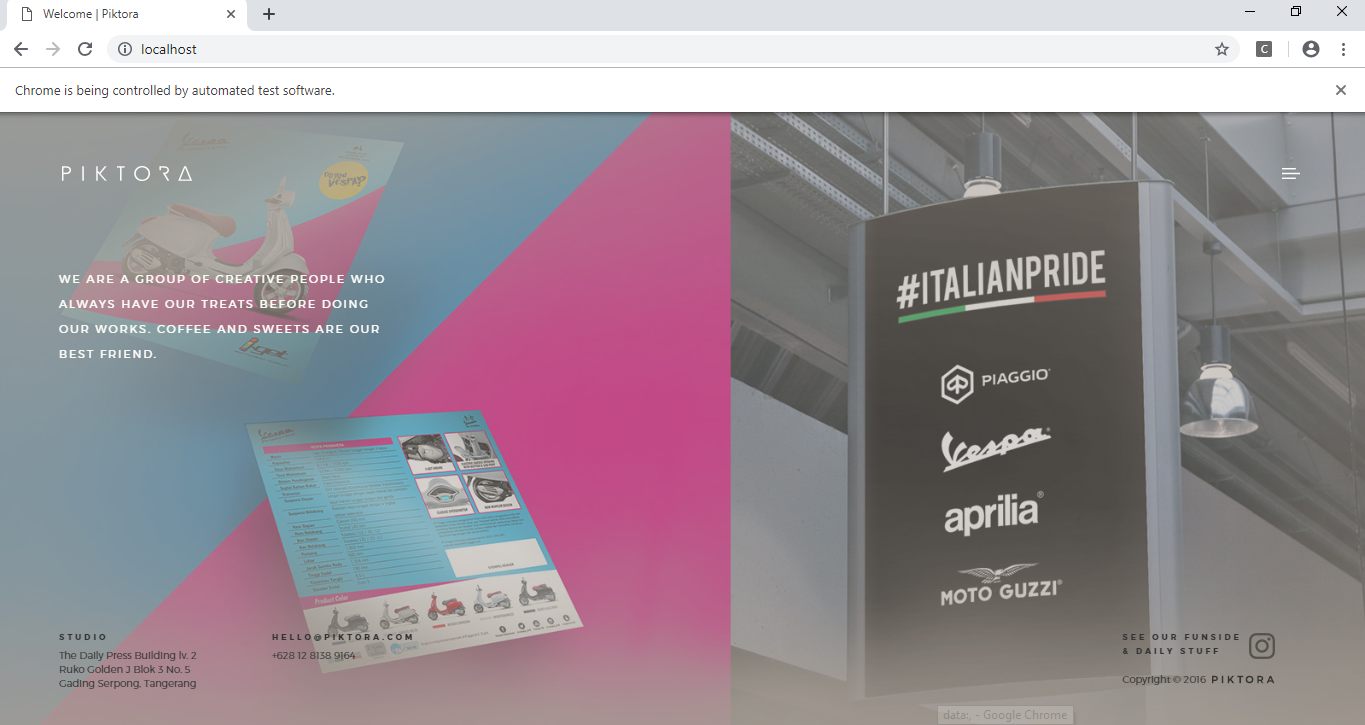 Welcome | Piktora
localhost
C
Chrome is being controlled by automated test software.
PIKTORA
WE ARE A GROUP OF CREATIVE PEOPLE WHO
ALWAYS HAVE OUR TREATS BEFORE DOING
OUR WORKS. COFFEE AND SWEETS ARE OUR
BEST FRIEND.
Vespa
Product Color
#ITALIANPRIDE
PIAGGIO
Vespa
aprilia®
MOTO GUZZI®
STUDIO
The Daily Press Building lv. 2
Ruko Golden J Blok 3 No. 5
Gading Serpong, Tangerang
HELLO@PIKTORA.COM
+628 12 8138 9164
SEE OUR FUNSIDE
& DAILY STUFF
Copyright © 2016 PIKTORA
data:, - Google Chrome